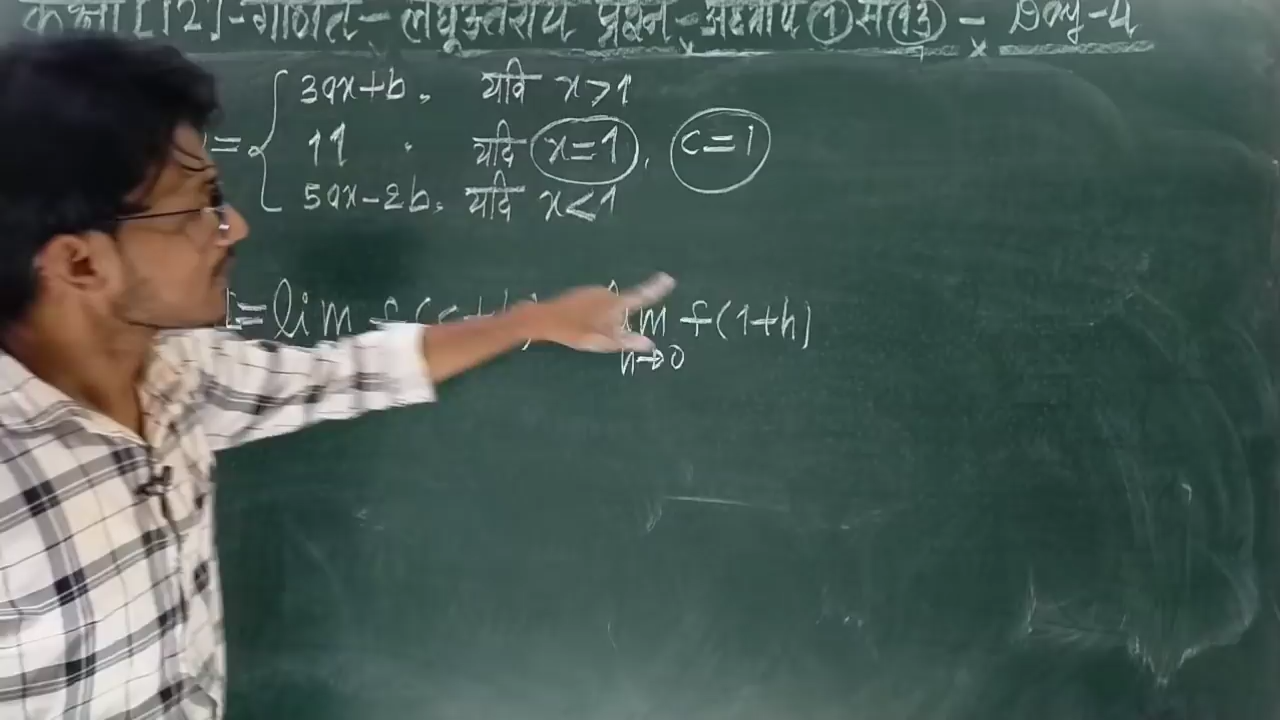 कक्षा [12]-गणित-लघुउत्तरीय प्रश्न-अध्याय ① से ⑬ - Day-4
= { 3ax+b, यदि x>1
11, यदि x=1, c=1
5ax-2b, यदि x<1
= lim f(c+h) lim f(1+h)
h→0